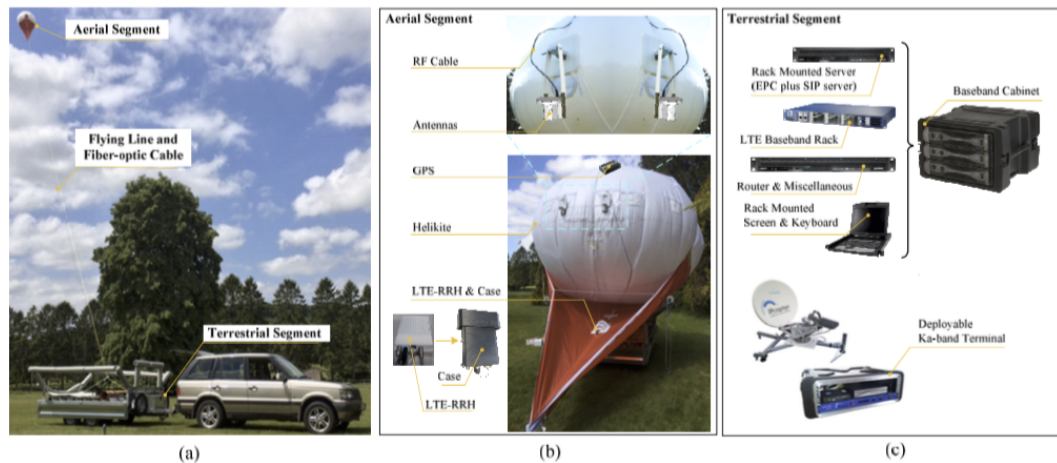 Aerial Segment
Flying Line and
Fiber-optic Cable
Terrestrial Segment
(a)
Aerial Segment
RF Cable
Antennas
GPS
Helikite
LTE-RRH & Case
Case
LTE-RRH
(b)
Terrestrial Segment
Rack Mounted Server
(EPC plus SIP server)
LTE Baseband Rack
Router & Miscellaneous
Rack Mounted
Screen & Keyboard
Baseband Cabinet
Deployable
Ka-band Terminal
(c)